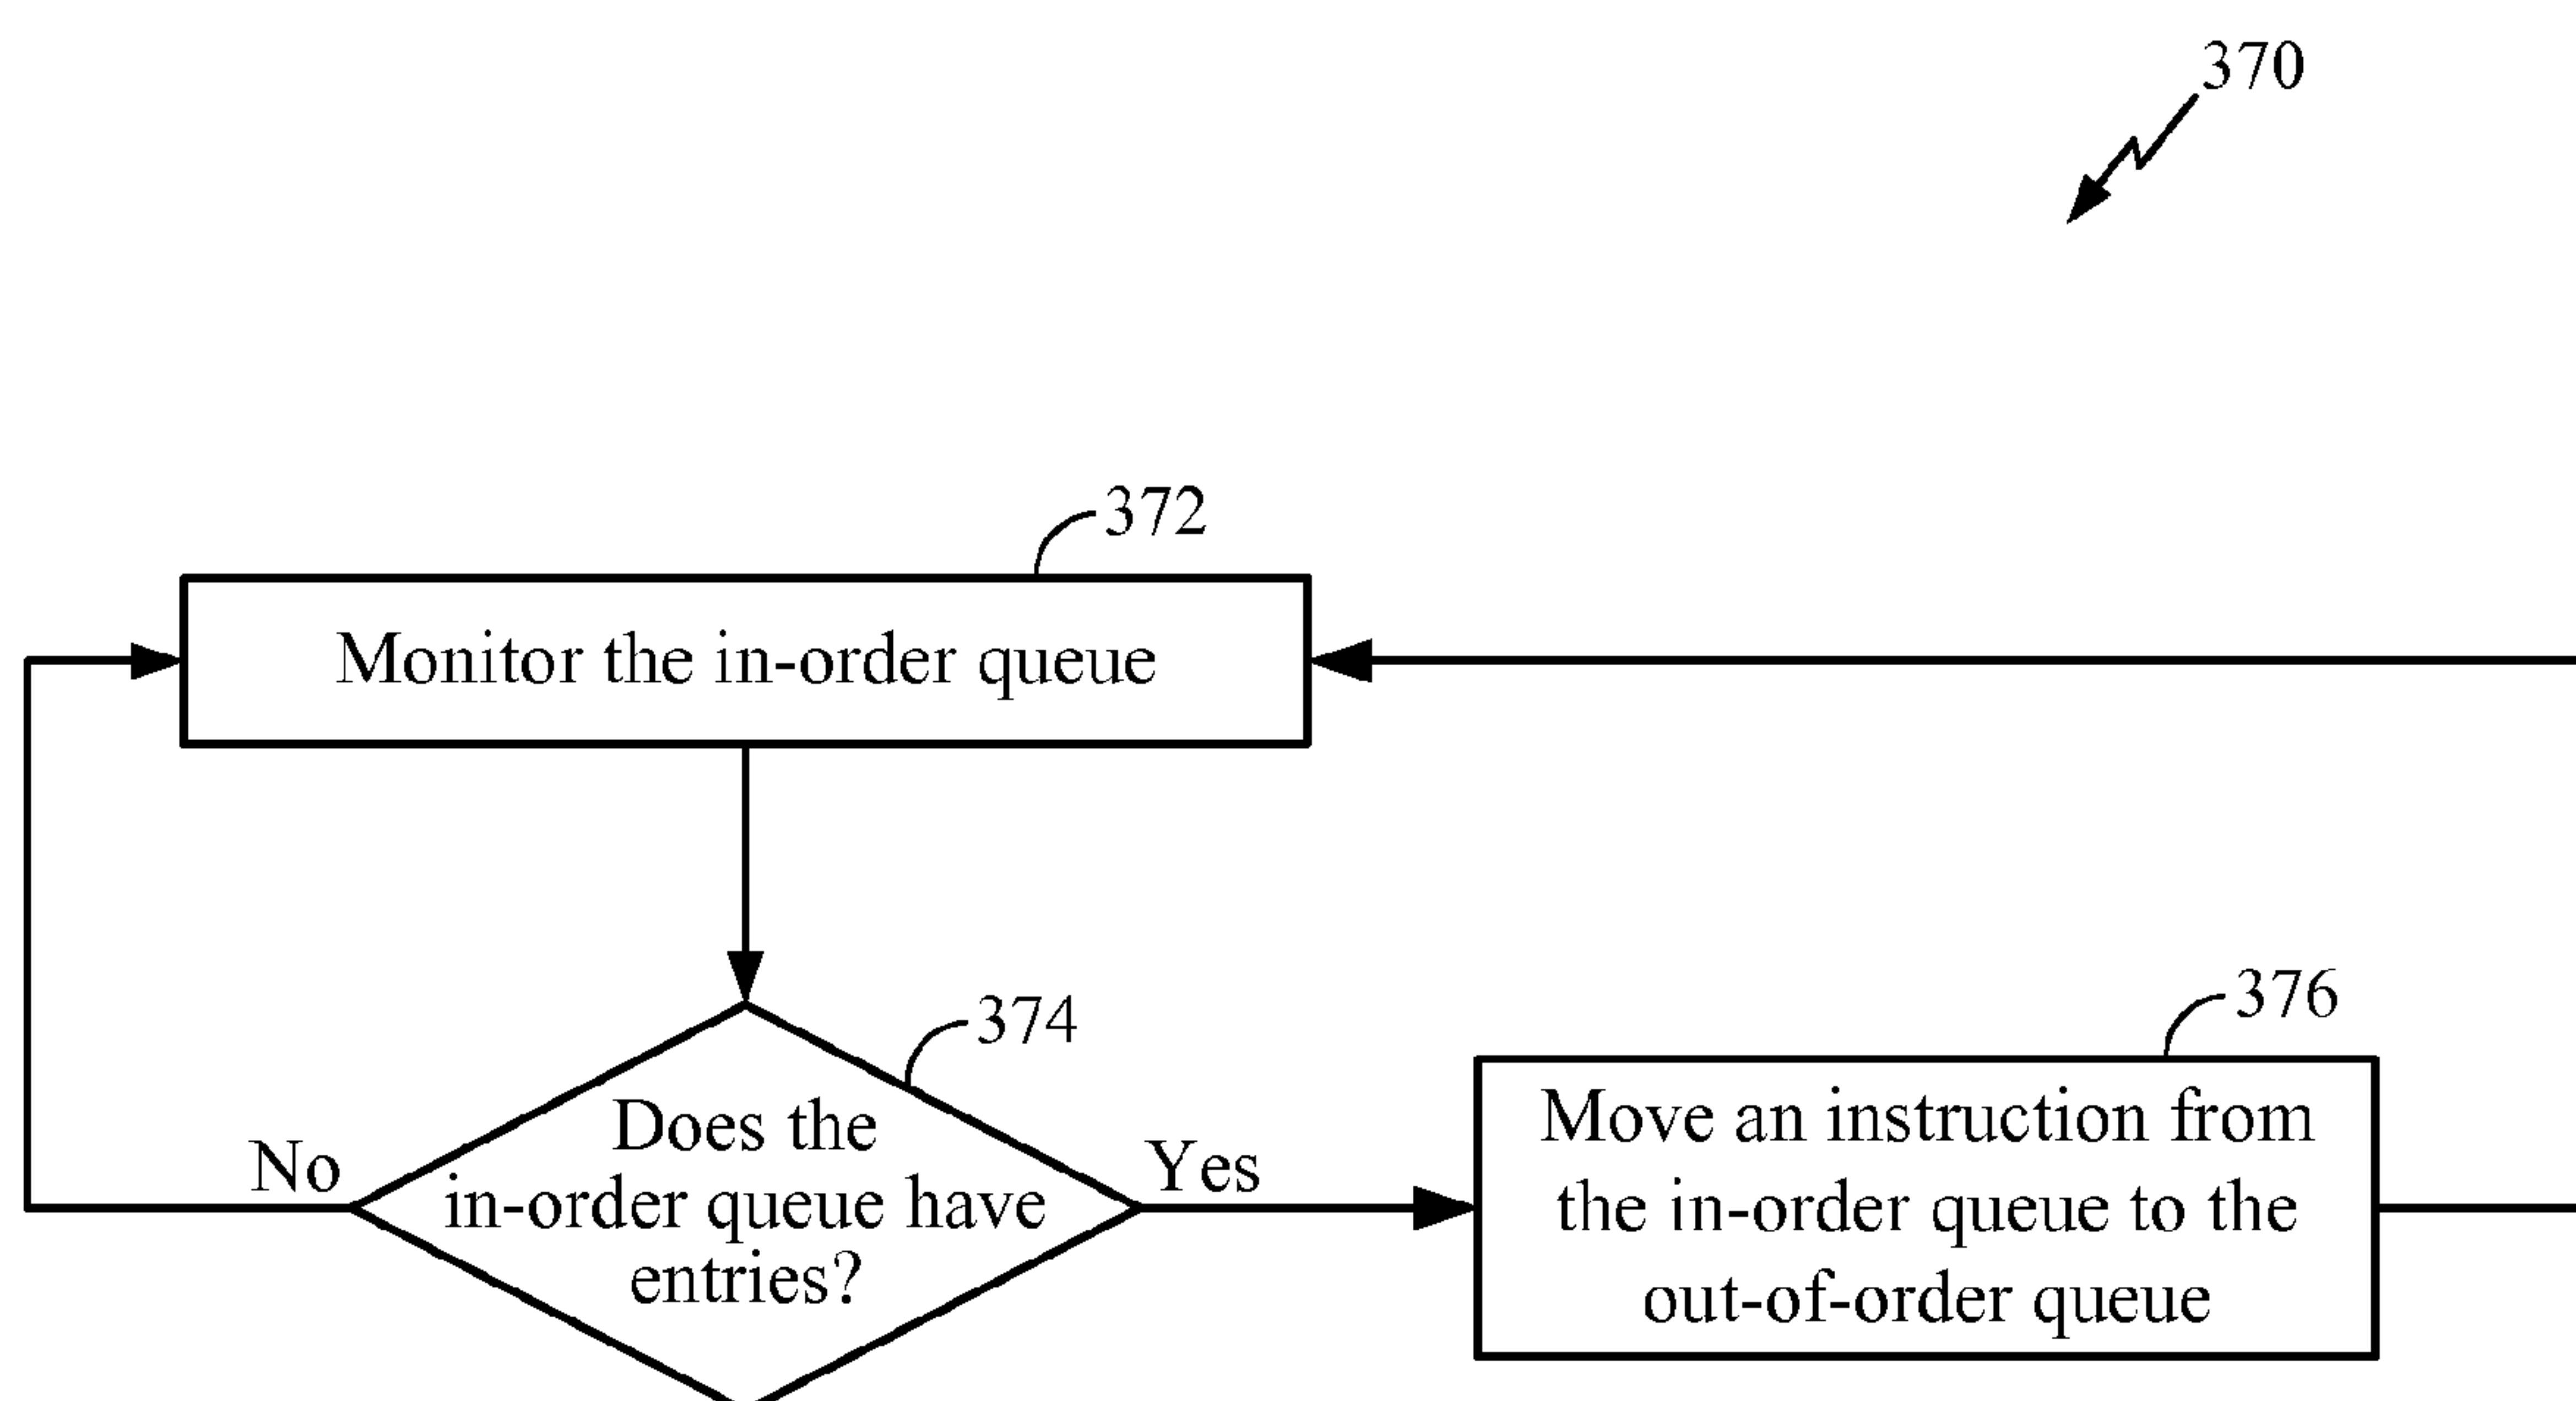 370
372
Monitor the in-order queue
374
Does the
in-order queue have
entries?
No
Yes
376
Move an instruction from
the in-order queue to the
out-of-order queue